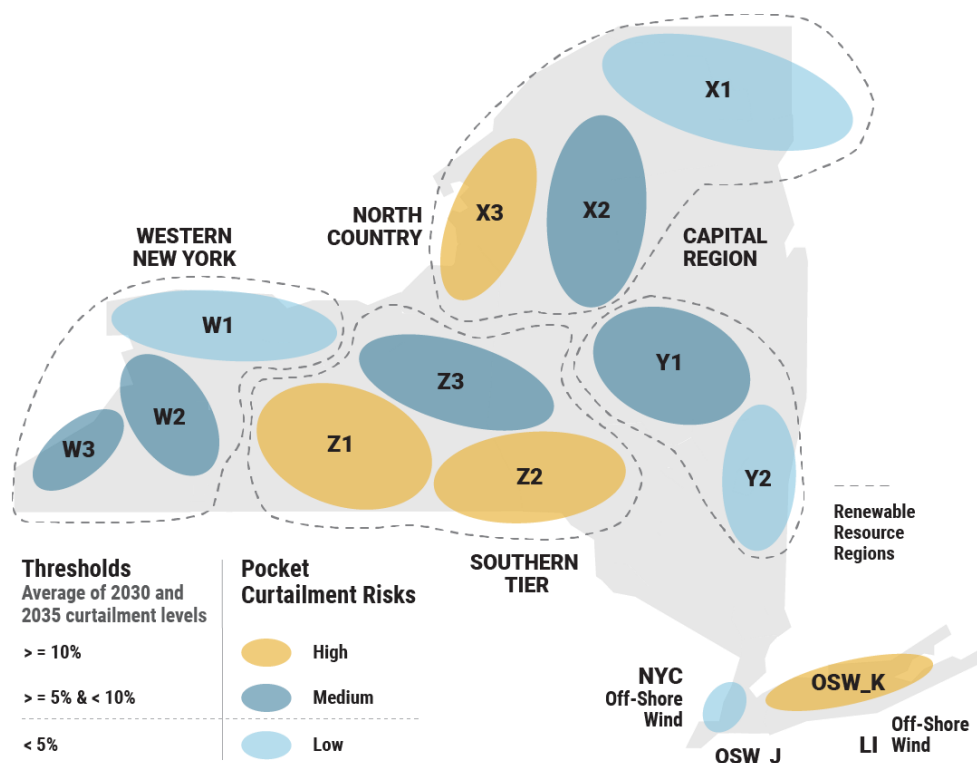 X1
X3
X2
NORTH
COUNTRY
CAPITAL
REGION
WESTERN
NEW YORK
W1
W2
W3
Z3
Z1
Z2
Y1
Y2
SOUTHERN
TIER
Renewable
Resource
Regions
Thresholds
Average of 2030 and
2035 curtailment levels
> = 10%
> = 5% & < 10%
< 5%
Pocket
Curtailment Risks
High
Medium
Low
NYC
Off-Shore
Wind
OSW_J
OSW_K
LI
Off-Shore
Wind